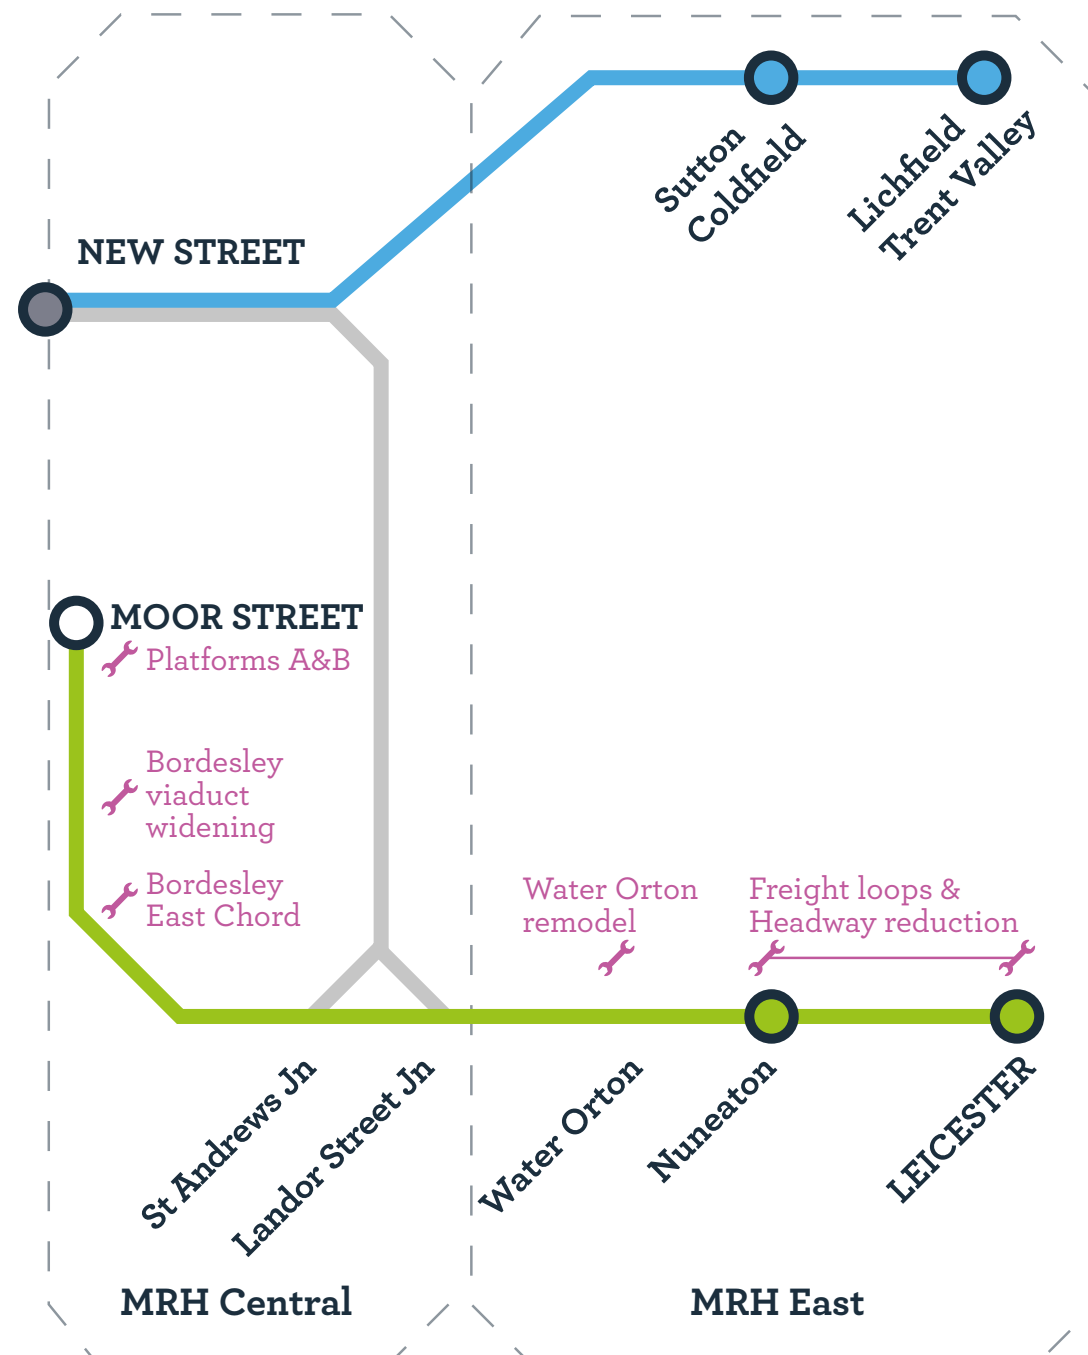 Sutton
Coldfield
Lichfield
Trent Valley
NEW STREET
MOOR STREET
Platforms A&B
Bordesley
viaduct
widening
Bordesley
East Chord
Water Orton
remodel
Freight loops &
Headway reduction
St Andrews Jn
Landor Street Jn
Water Orton
Nuneaton
LEICESTER
MRH Central
MRH East